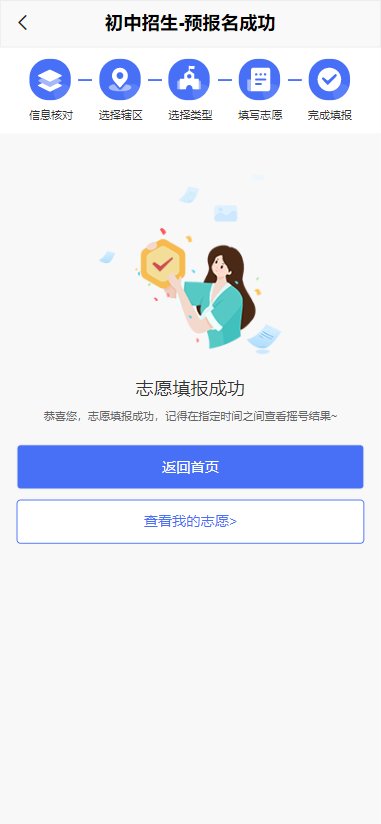 初中招生-预报名成功
信息核对 选择辖区 选择类型 填写志愿 完成填报
志愿填报成功
恭喜您，志愿填报成功，记得在指定时间之间查看摇号结果~
返回首页
查看我的志愿>